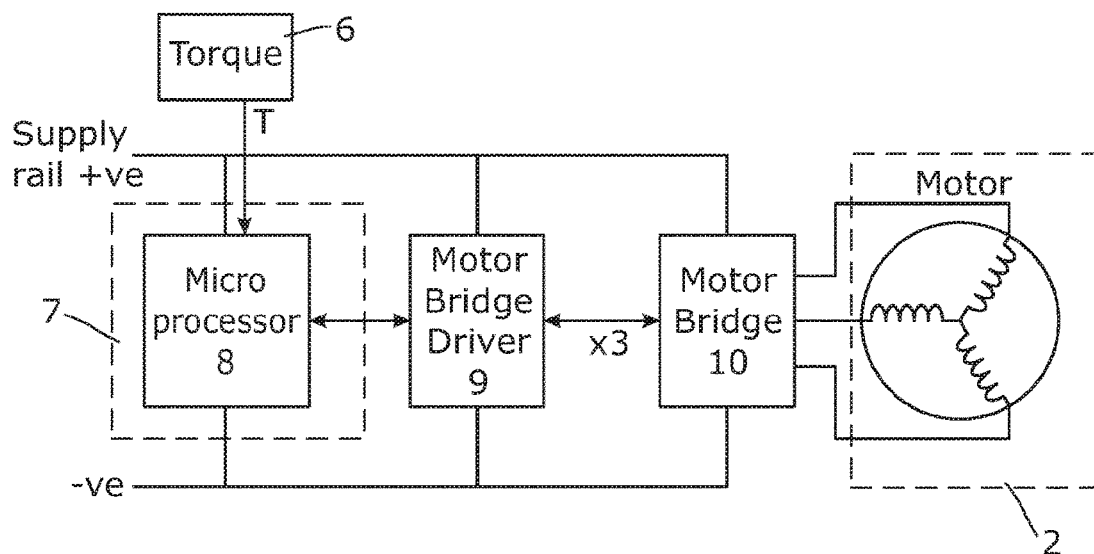 Torque
6
T
Supply
rail +ve
Motor
7
Micro
processor
8
Motor
Bridge
Driver
9
x3
Motor
Bridge
10
-ve
2